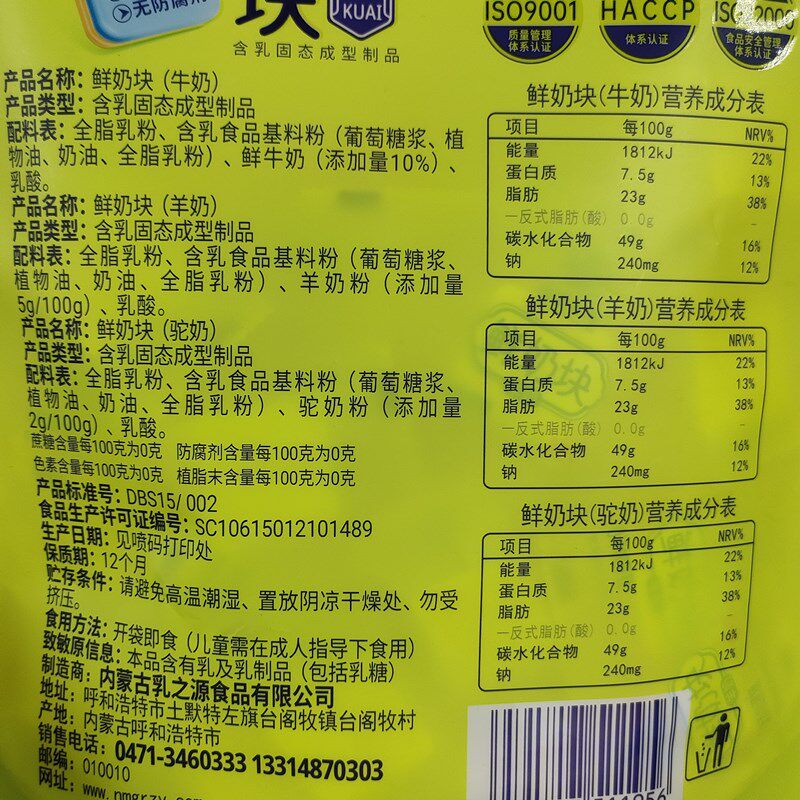 无防腐剂
块
KUAI
含乳固态成型制品
ISO9001
质量管理
体系认证
HACCP
体系认证
食品安全管理
体系认证
产品名称：鲜奶块（牛奶）
产品类型：含乳固态成型制品
配料表：全脂乳粉、含乳食品基料粉（葡萄糖浆、植
物油、奶油、全脂乳粉）、鲜牛奶（添加量10%）、
乳酸。
产品名称：鲜奶块（羊奶）
产品类型：含乳固态成型制品
配料表：全脂乳粉、含乳食品基料粉（葡萄糖浆、
植物油、奶油、全脂乳粉）、羊奶粉（添加量
5g/100g）、乳酸。
产品名称：鲜奶块（驼奶）
产品类型：含乳固态成型制品
配料表：全脂乳粉、含乳食品基料粉（葡萄糖浆、
植物油、奶油、全脂乳粉）、驼奶粉（添加量
2g/100g）、乳酸。
蔗糖含量每100克为0克 防腐剂含量每100克为0克
色素含量每100克为0克 植脂末含量每100克为0克
产品标准号：DBS15/ 002
食品生产许可证编号：SC10615012101489
生产日期：见喷码打印处
保质期：12个月
贮存条件：请避免高温潮湿、置放阴凉干燥处、勿受
挤压。
食用方法：开袋即食（儿童需在成人指导下食用）
致敏原信息：本品含有乳及乳制品（包括乳糖）
制造商：内蒙古乳之源食品有限公司
地址：呼和浩特市土默特左旗台阁牧镇台阁牧村
产地：内蒙古呼和浩特市
销售电话：0471-3460333 13314870303
邮编：010010
网址：www.nmgrzy.com
鲜奶块(牛奶)营养成分表
项目 每100g NRV%
能量 1812kJ 22%
蛋白质 7.5g 13%
脂肪 23g 38%
—反式脂肪(酸) 0.0g –
碳水化合物 49g 16%
钠 240mg 12%
鲜奶块(羊奶)营养成分表
项目 每100g NRV%
能量 1812kJ 22%
蛋白质 7.5g 13%
脂肪 23g 38%
—反式脂肪(酸) 0.0g –
碳水化合物 49g 16%
钠 240mg 12%
鲜奶块(驼奶)营养成分表
项目 每100g NRV%
能量 1812kJ 22%
蛋白质 7.5g 13%
脂肪 23g 38%
—反式脂肪(酸) 0.0g –
碳水化合物 49g 16%
钠 240mg 12%